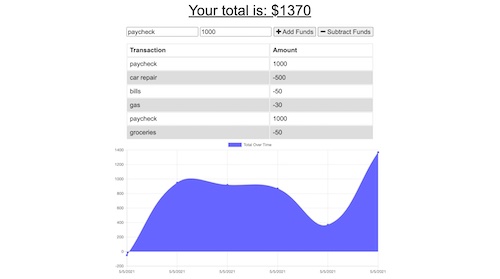 Your total is: $1370
paycheck 1000 + Add Funds − Subtract Funds
Transaction Amount
paycheck 1000
car repair -500
bills -50
gas -30
paycheck 1000
groceries -50
Total Over Time
1400
1200
1000
800
600
400
200
0
-200
5/5/2021 5/5/2021 5/5/2021 5/5/2021 5/5/2021 5/5/2021